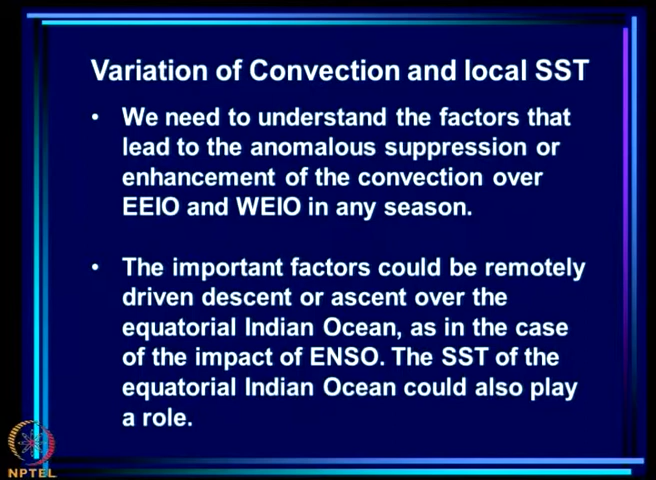 Variation of Convection and local SST
• We need to understand the factors that
lead to the anomalous suppression or
enhancement of the convection over
EEIO and WEIO in any season.
• The important factors could be remotely
driven descent or ascent over the
equatorial Indian Ocean, as in the case
of the impact of ENSO. The SST of the
equatorial Indian Ocean could also play
a role.
NPTEL